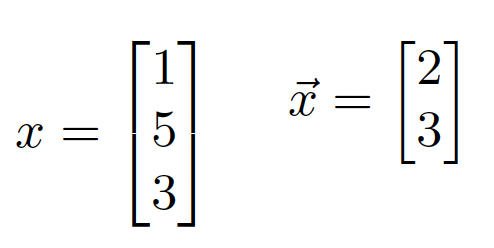 x = [1 5 3]
x⃗ = [2 3]